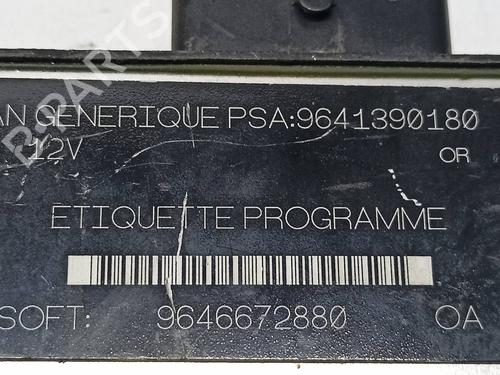 AN GENERIQUE PSA:9641390180
12V OR
ETIQUETTE PROGRAMME
SOFT: 9646672880 OA